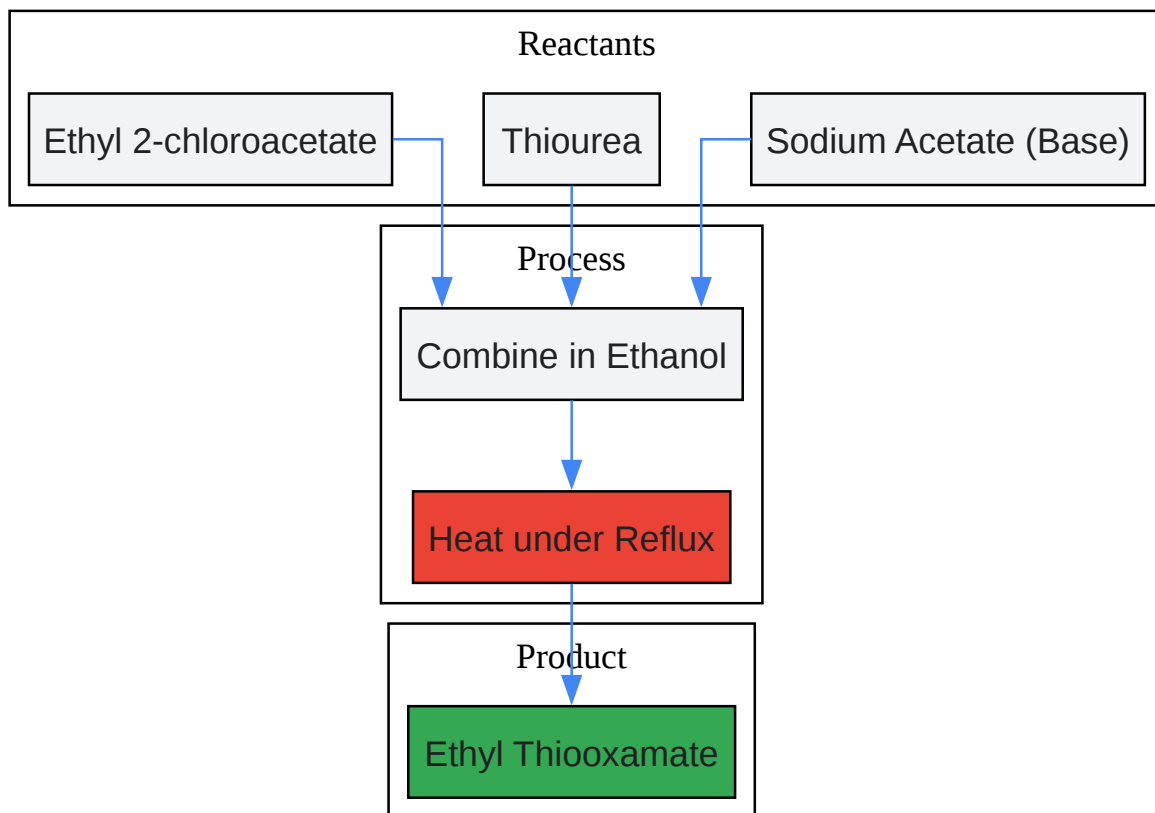 Reactants
Ethyl 2-chloroacetate
Thiourea
Sodium Acetate (Base)
Process
Combine in Ethanol
Heat under Reflux
Product
Ethyl Thiooxamate